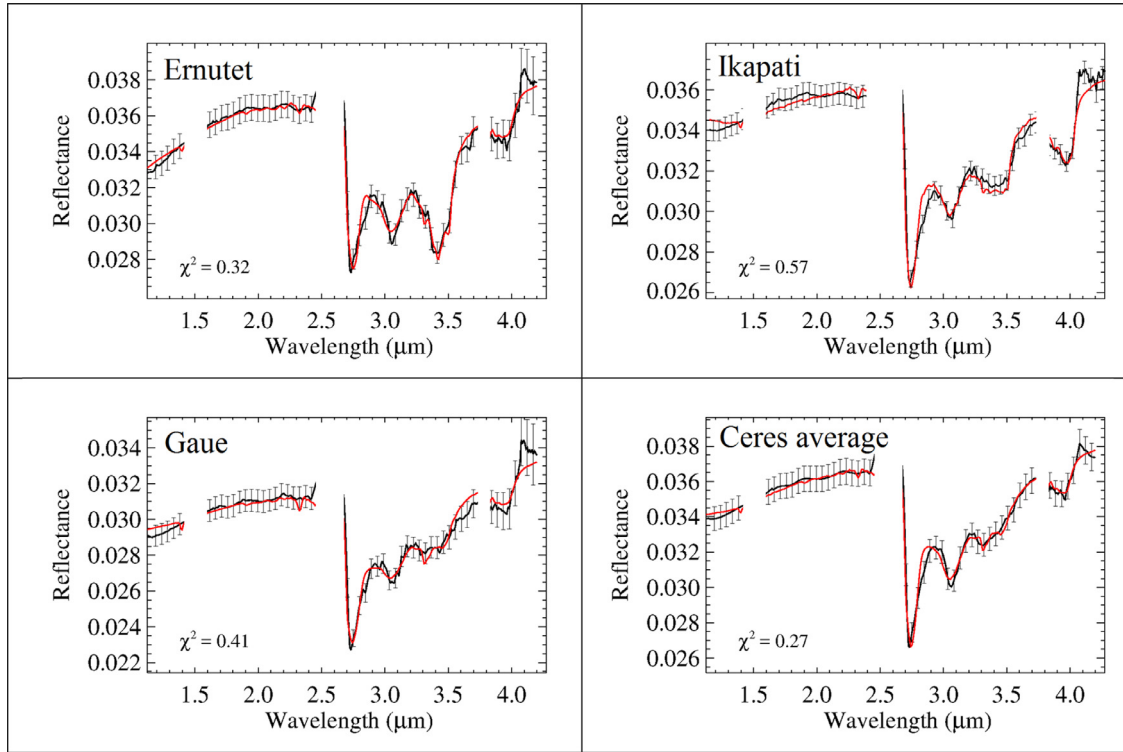 Ernutet
Reflectance
0.038
0.036
0.034
0.032
0.030
0.028
χ² = 0.32
1.5 2.0 2.5 3.0 3.5 4.0
Wavelength (μm)
Ikapati
Reflectance
0.036
0.034
0.032
0.030
0.028
0.026
χ² = 0.57
1.5 2.0 2.5 3.0 3.5 4.0
Wavelength (μm)
Gaue
Reflectance
0.034
0.032
0.030
0.028
0.026
0.024
0.022
χ² = 0.41
1.5 2.0 2.5 3.0 3.5 4.0
Wavelength (μm)
Ceres average
Reflectance
0.038
0.036
0.034
0.032
0.030
0.028
0.026
χ² = 0.27
1.5 2.0 2.5 3.0 3.5 4.0
Wavelength (μm)